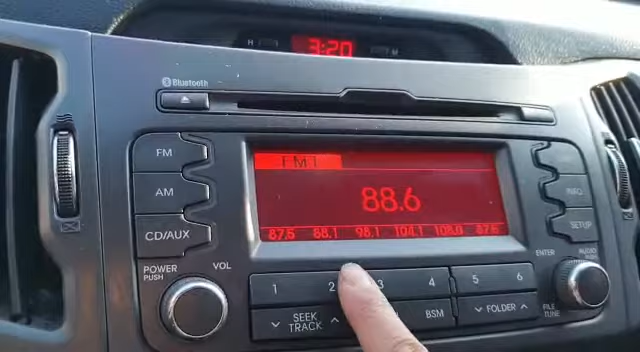 H 3:20 M
Bluetooth
FM
AM
CD/AUX
FM1
88.6
87.5 88.1 98.1 104.1 108.0 87.5
INFO
SETUP
POWER
PUSH
VOL
ENTER
AUDIO
PUSH
1 2 3 4 5 6
SEEK
TRACK
BSM
FOLDER
FILE
TUNE